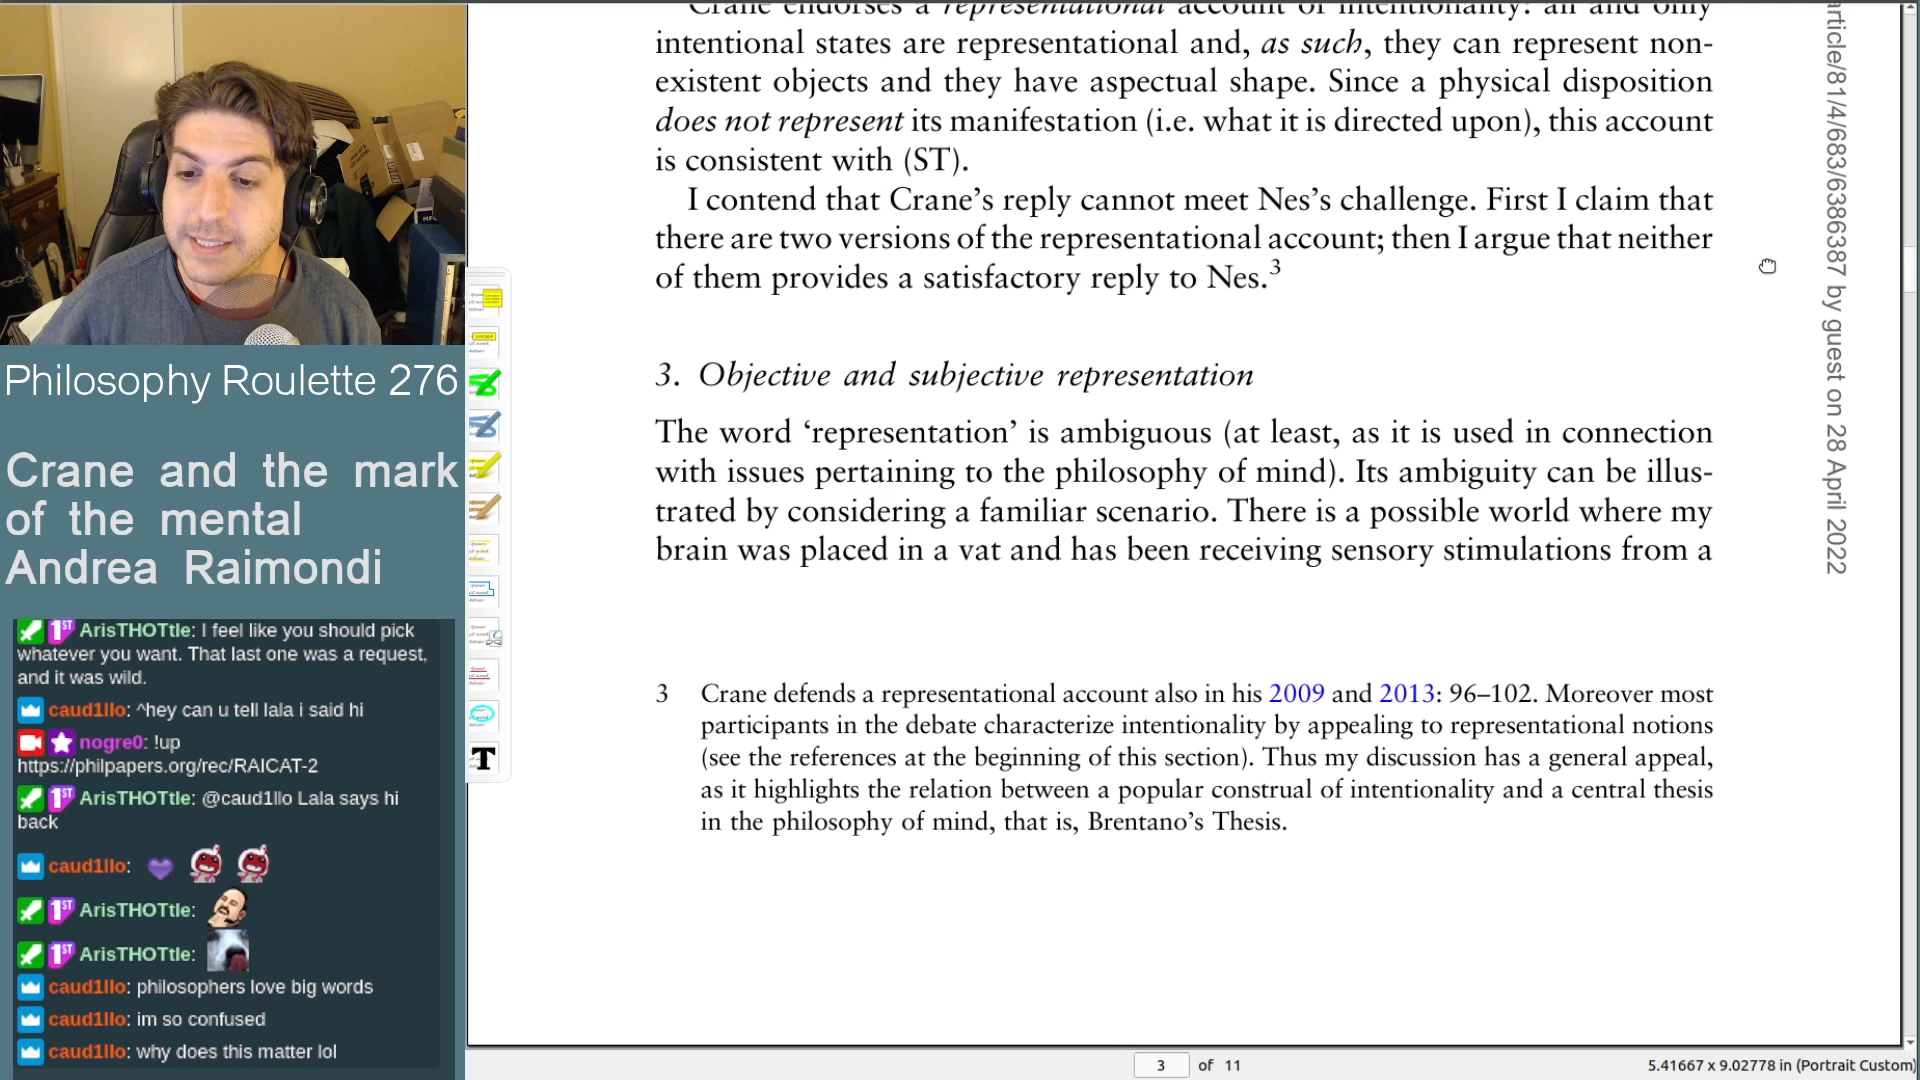 Philosophy Roulette 276
Crane and the mark
of the mental
Andrea Raimondi
ArisTHOTtle: I feel like you should pick
whatever you want. That last one was a request,
and it was wild.
caud1llo: ^hey can u tell lala i said hi
nogre0: !up
https://philpapers.org/rec/RAICAT-2
ArisTHOTtle: @caud1llo Lala says hi
back
caud1llo:
ArisTHOTtle:
ArisTHOTtle:
caud1llo: philosophers love big words
caud1llo: im so confused
caud1llo: why does this matter lol
Crane endorses a representational account of intentionality: all and only
intentional states are representational and, as such, they can represent non-
existent objects and they have aspectual shape. Since a physical disposition
does not represent its manifestation (i.e. what it is directed upon), this account
is consistent with (ST).
I contend that Crane’s reply cannot meet Nes’s challenge. First I claim that
there are two versions of the representational account; then I argue that neither
of them provides a satisfactory reply to Nes.3
3. Objective and subjective representation
The word ‘representation’ is ambiguous (at least, as it is used in connection
with issues pertaining to the philosophy of mind). Its ambiguity can be illus-
trated by considering a familiar scenario. There is a possible world where my
brain was placed in a vat and has been receiving sensory stimulations from a
3 Crane defends a representational account also in his 2009 and 2013: 96–102. Moreover most
participants in the debate characterize intentionality by appealing to representational notions
(see the references at the beginning of this section). Thus my discussion has a general appeal,
as it highlights the relation between a popular construal of intentionality and a central thesis
in the philosophy of mind, that is, Brentano’s Thesis.
article/81/4/683/6386387 by guest on 28 April 2022
T
3 of 11
5.41667 x 9.02778 in (Portrait Custom)